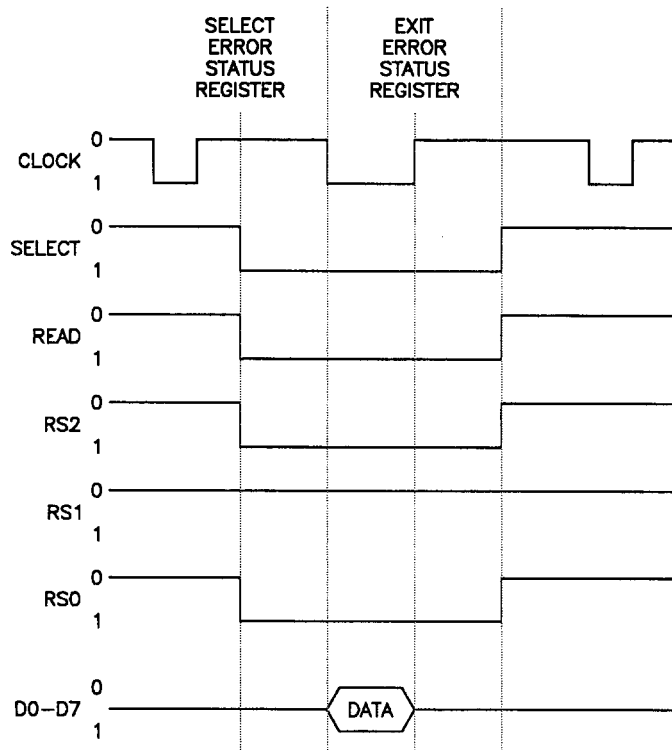 SELECT
ERROR
STATUS
REGISTER
EXIT
ERROR
STATUS
REGISTER
CLOCK
0
1
SELECT
0
1
READ
0
1
RS2
0
1
RS1
0
1
RS0
0
1
D0-D7
0
1
DATA